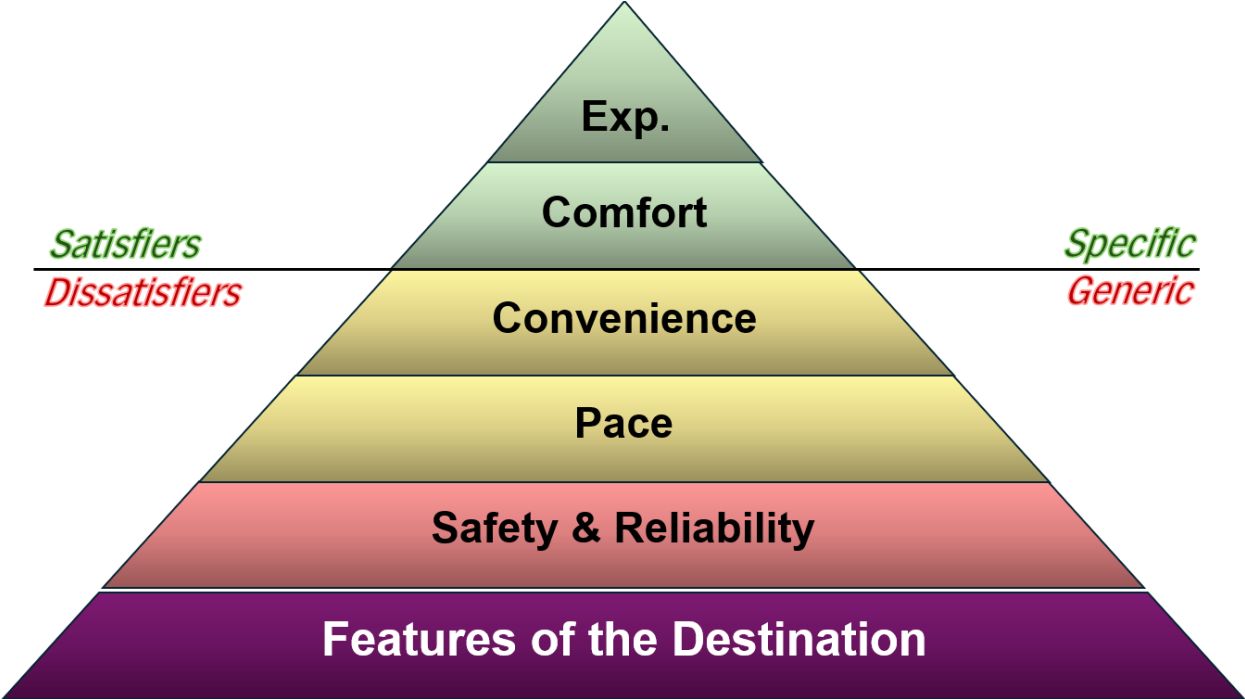 Exp.
Comfort
Satisfiers
Specific
Dissatisfiers
Generic
Convenience
Pace
Safety & Reliability
Features of the Destination